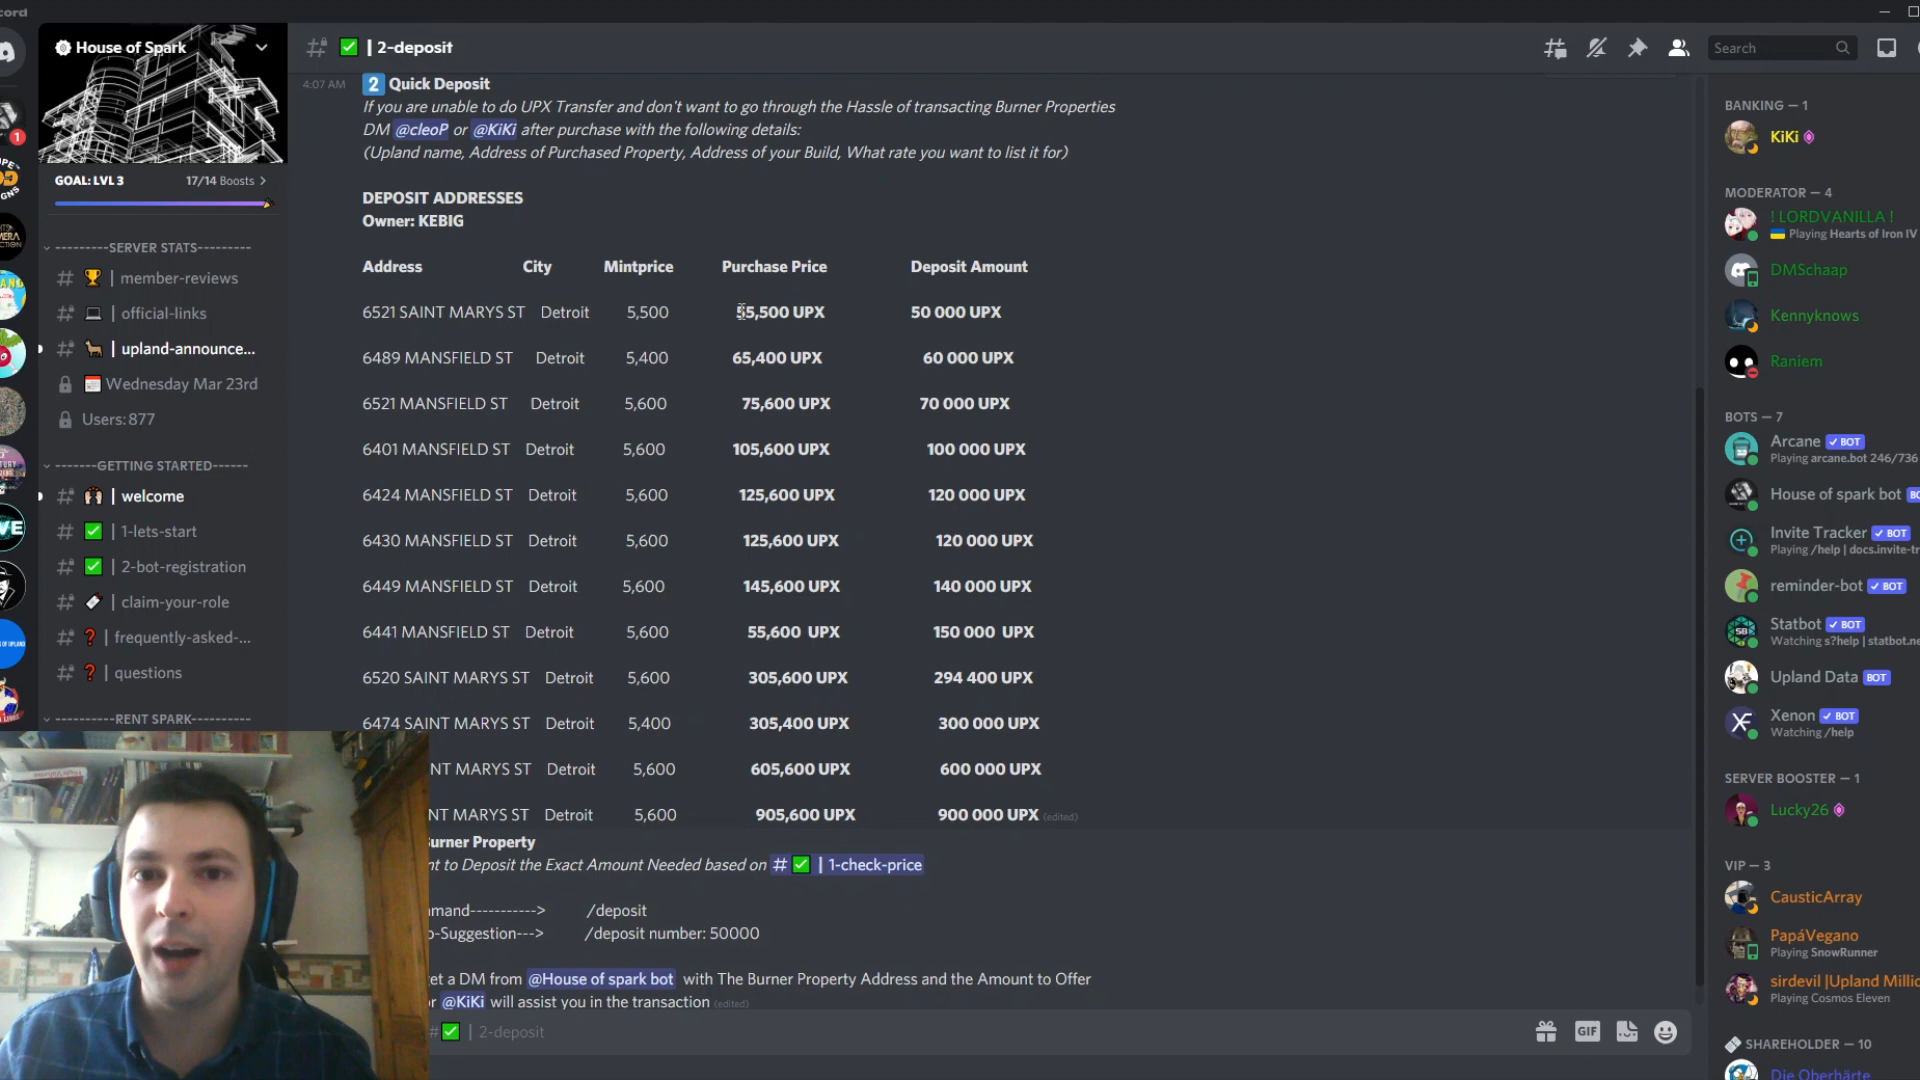 House of Spark
GOAL: LVL 3 17/14 Boosts
---------SERVER STATS---------
member-reviews
official-links
upland-announce...
Wednesday Mar 23rd
Users: 877
-------GETTING STARTED------
welcome
1-lets-start
2-bot-registration
claim-your-role
frequently-asked-...
questions
---------RENT SPARK---------
| 2-deposit
Search
4:07 AM 2 Quick Deposit
If you are unable to do UPX Transfer and don't want to go through the Hassle of transacting Burner Properties
DM @cleoP or @KiKi after purchase with the following details:
(Upland name, Address of Purchased Property, Address of your Build, What rate you want to list it for)
DEPOSIT ADDRESSES
Owner: KEBIG
Address City Mintprice Purchase Price Deposit Amount
6521 SAINT MARYS ST Detroit 5,500 55,500 UPX 50 000 UPX
6489 MANSFIELD ST Detroit 5,400 65,400 UPX 60 000 UPX
6521 MANSFIELD ST Detroit 5,600 75,600 UPX 70 000 UPX
6401 MANSFIELD ST Detroit 5,600 105,600 UPX 100 000 UPX
6424 MANSFIELD ST Detroit 5,600 125,600 UPX 120 000 UPX
6430 MANSFIELD ST Detroit 5,600 125,600 UPX 120 000 UPX
6449 MANSFIELD ST Detroit 5,600 145,600 UPX 140 000 UPX
6441 MANSFIELD ST Detroit 5,600 55,600 UPX 150 000 UPX
6520 SAINT MARYS ST Detroit 5,600 305,600 UPX 294 400 UPX
6474 SAINT MARYS ST Detroit 5,400 305,400 UPX 300 000 UPX
NT MARYS ST Detroit 5,600 605,600 UPX 600 000 UPX
NT MARYS ST Detroit 5,600 905,600 UPX 900 000 UPX (edited)
urner Property
nt to Deposit the Exact Amount Needed based on # | 1-check-price
mmand-----------> /deposit
o-Suggestion---> /deposit number: 50000
et a DM from @House of spark bot with The Burner Property Address and the Amount to Offer
or @KiKi will assist you in the transaction (edited)
# | 2-deposit
GIF
BANKING — 1
KiKi
MODERATOR — 4
! LORDVANILLA !
Playing Hearts of Iron IV
DMSchaap
Kennyknows
Raniem
BOTS — 7
Arcane BOT
Playing arcane.bot 246/736
House of spark bot BO
Invite Tracker BOT
Playing /help | docs.invite-tr
reminder-bot BOT
Statbot BOT
Watching s?help | statbot.ne
Upland Data BOT
Xenon BOT
Watching /help
SERVER BOOSTER — 1
Lucky26
VIP — 3
CausticArray
PapáVegano
Playing SnowRunner
sirdevil |Upland Millic
Playing Cosmos Eleven
SHAREHOLDER — 10
Die Oberhärte